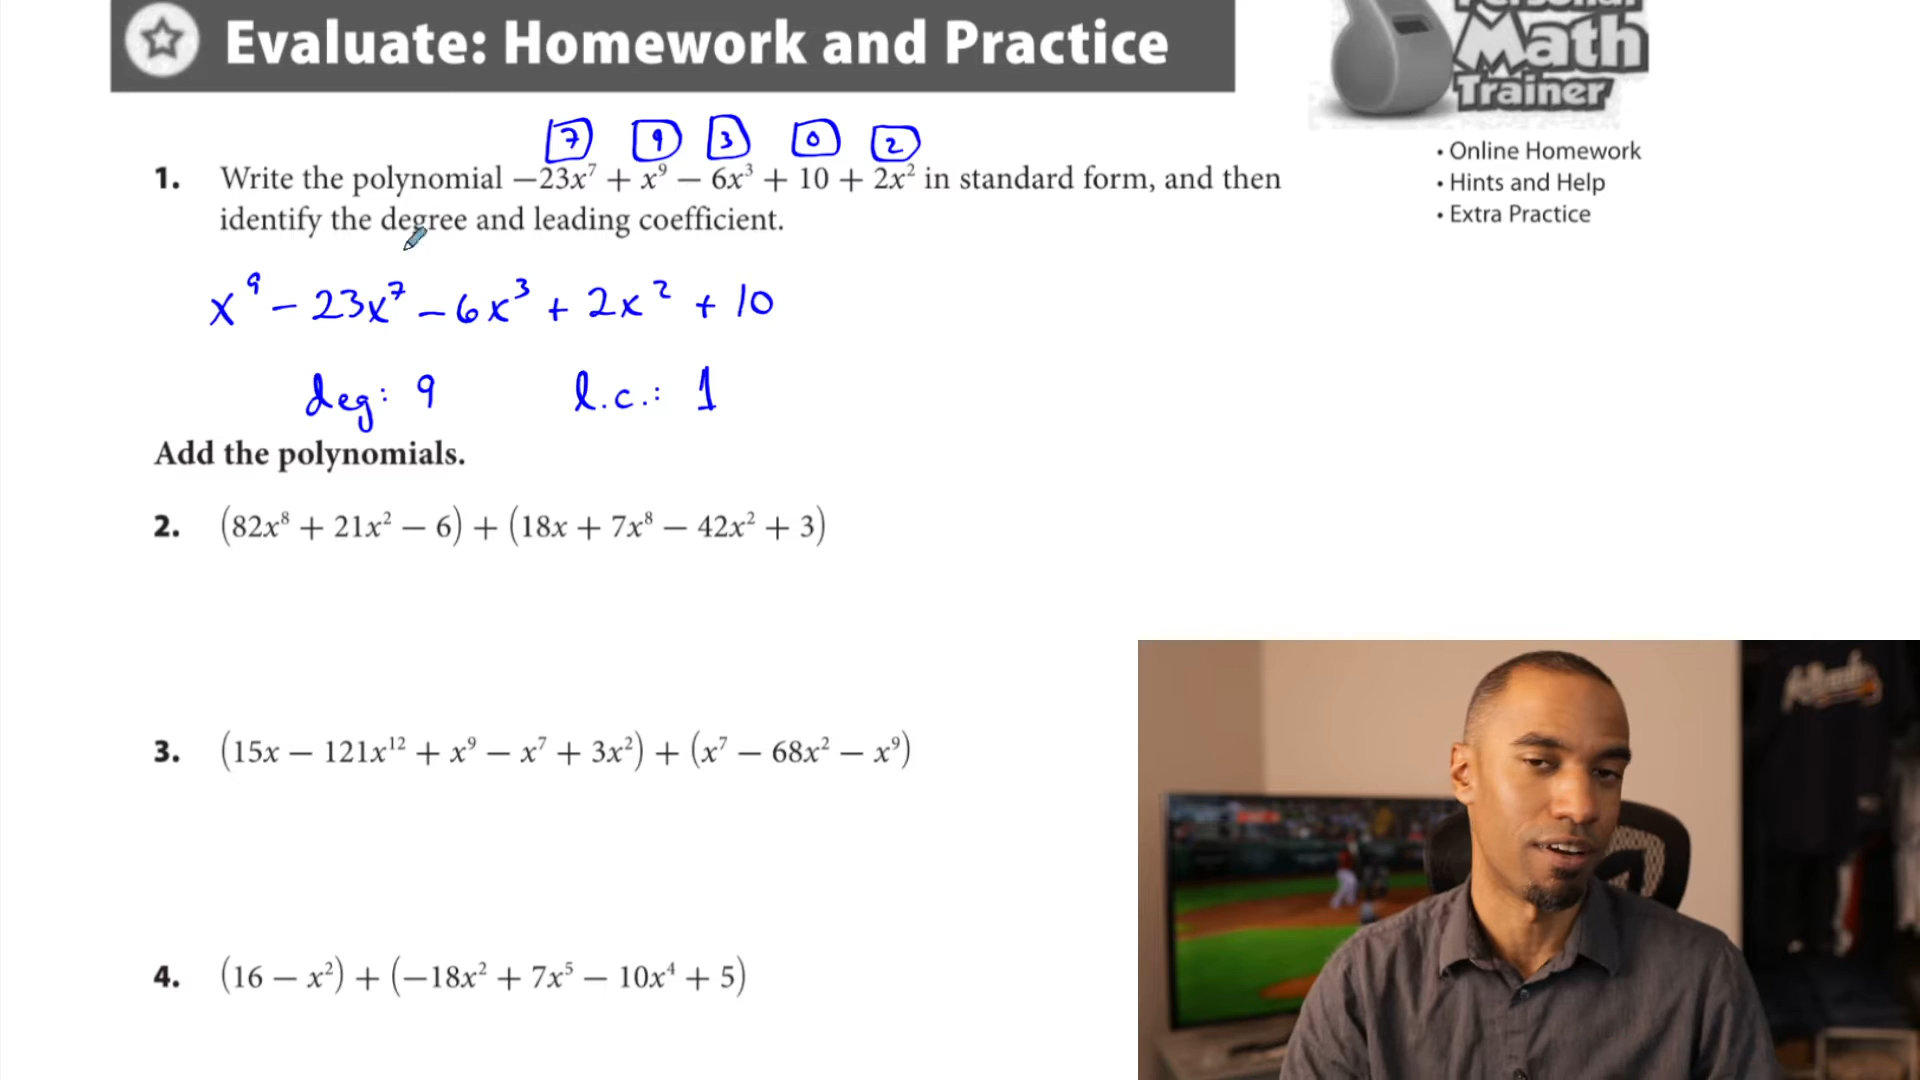 Evaluate: Homework and Practice
Personal
Math
Trainer
• Online Homework
• Hints and Help
• Extra Practice
7 9 3 0 2
1. Write the polynomial −23x⁷ + x⁹ − 6x³ + 10 + 2x² in standard form, and then
identify the degree and leading coefficient.
x⁹ − 23x⁷ − 6x³ + 2x² + 10
deg: 9 l.c.: 1
Add the polynomials.
2. (82x⁸ + 21x² − 6) + (18x + 7x⁸ − 42x² + 3)
3. (15x − 121x¹² + x⁹ − x⁷ + 3x²) + (x⁷ − 68x² − x⁹)
4. (16 − x²) + (−18x² + 7x⁵ − 10x⁴ + 5)